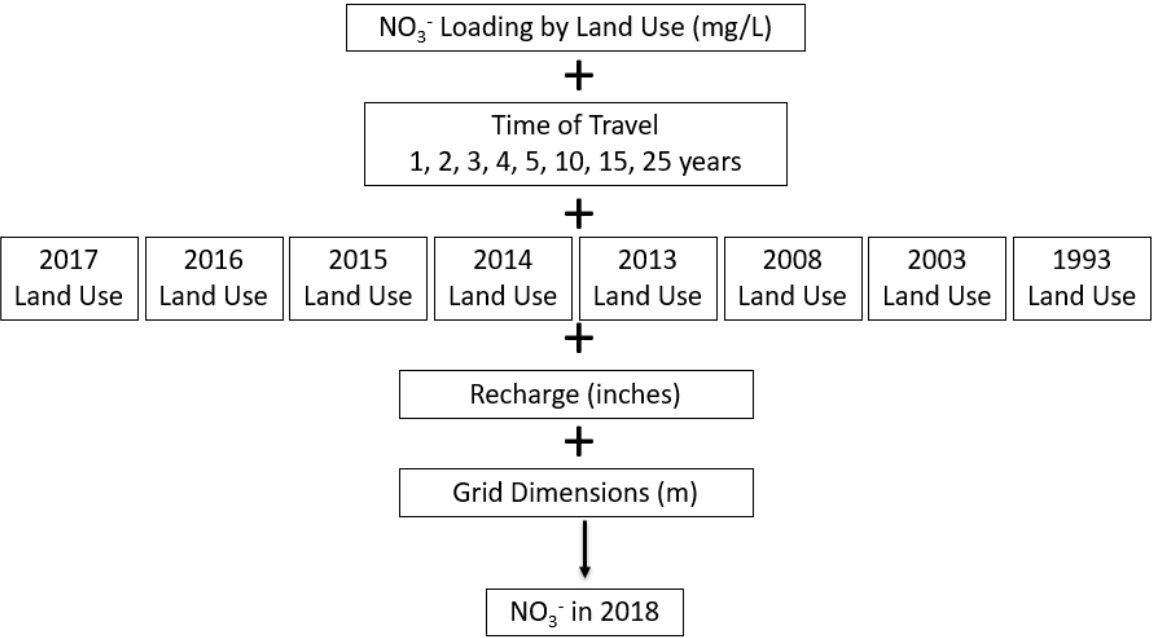 NO₃⁻ Loading by Land Use (mg/L)
+
Time of Travel
1, 2, 3, 4, 5, 10, 15, 25 years
+
2017
Land Use
2016
Land Use
2015
Land Use
2014
Land Use
2013
Land Use
2008
Land Use
2003
Land Use
1993
Land Use
+
Recharge (inches)
+
Grid Dimensions (m)
NO₃⁻ in 2018